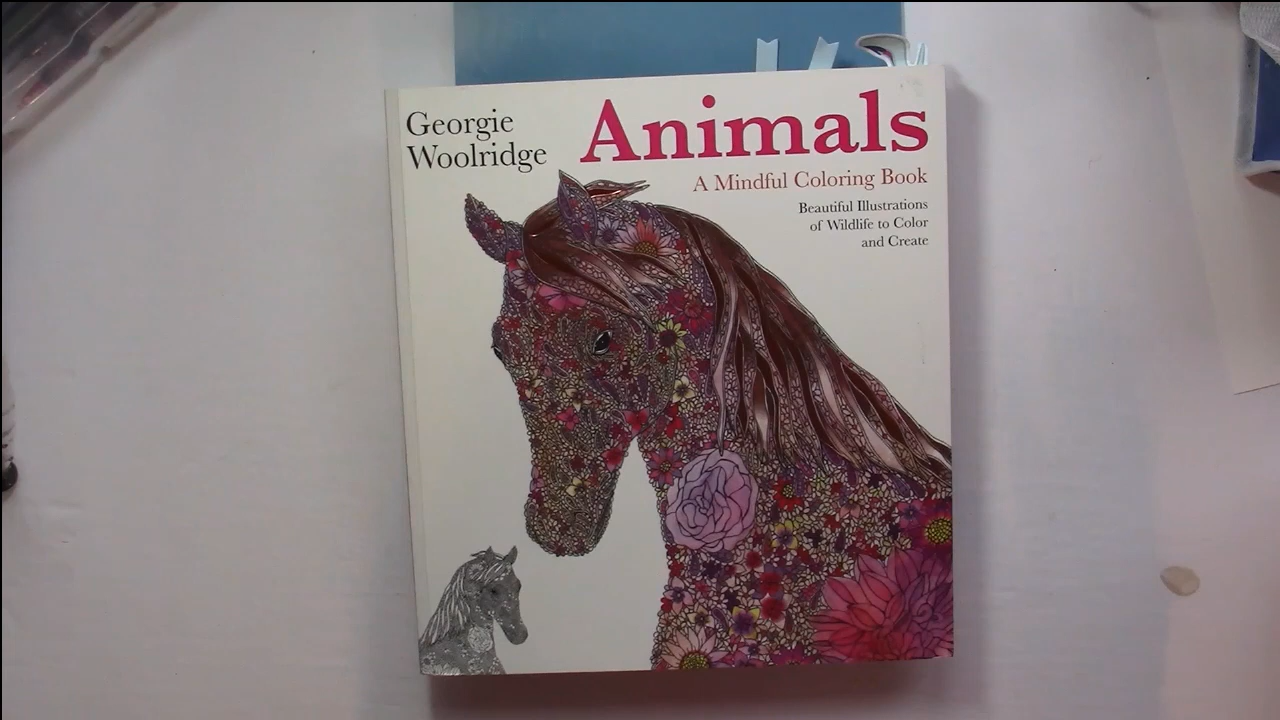 Georgie
Woolridge
Animals
A Mindful Coloring Book
Beautiful Illustrations
of Wildlife to Color
and Create